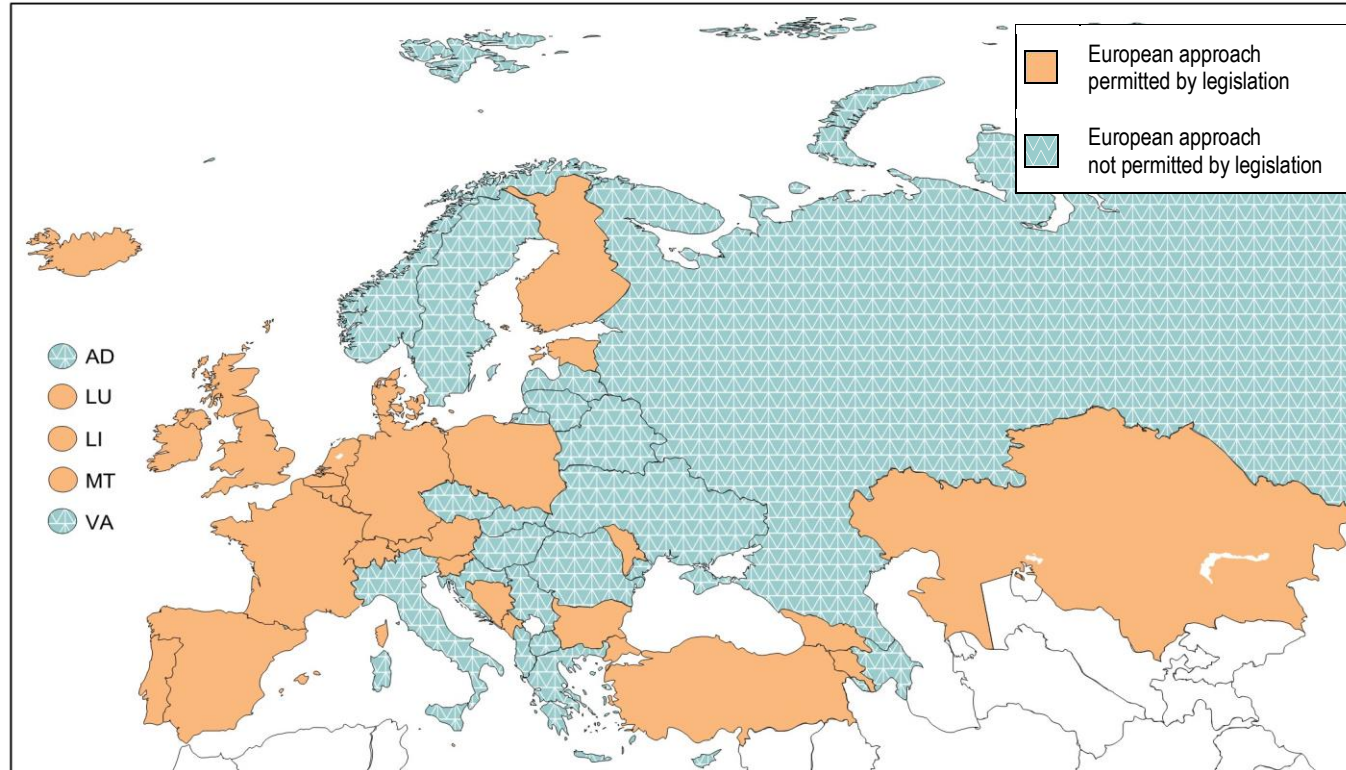 European approach
permitted by legislation
European approach
not permitted by legislation
AD
LU
LI
MT
VA